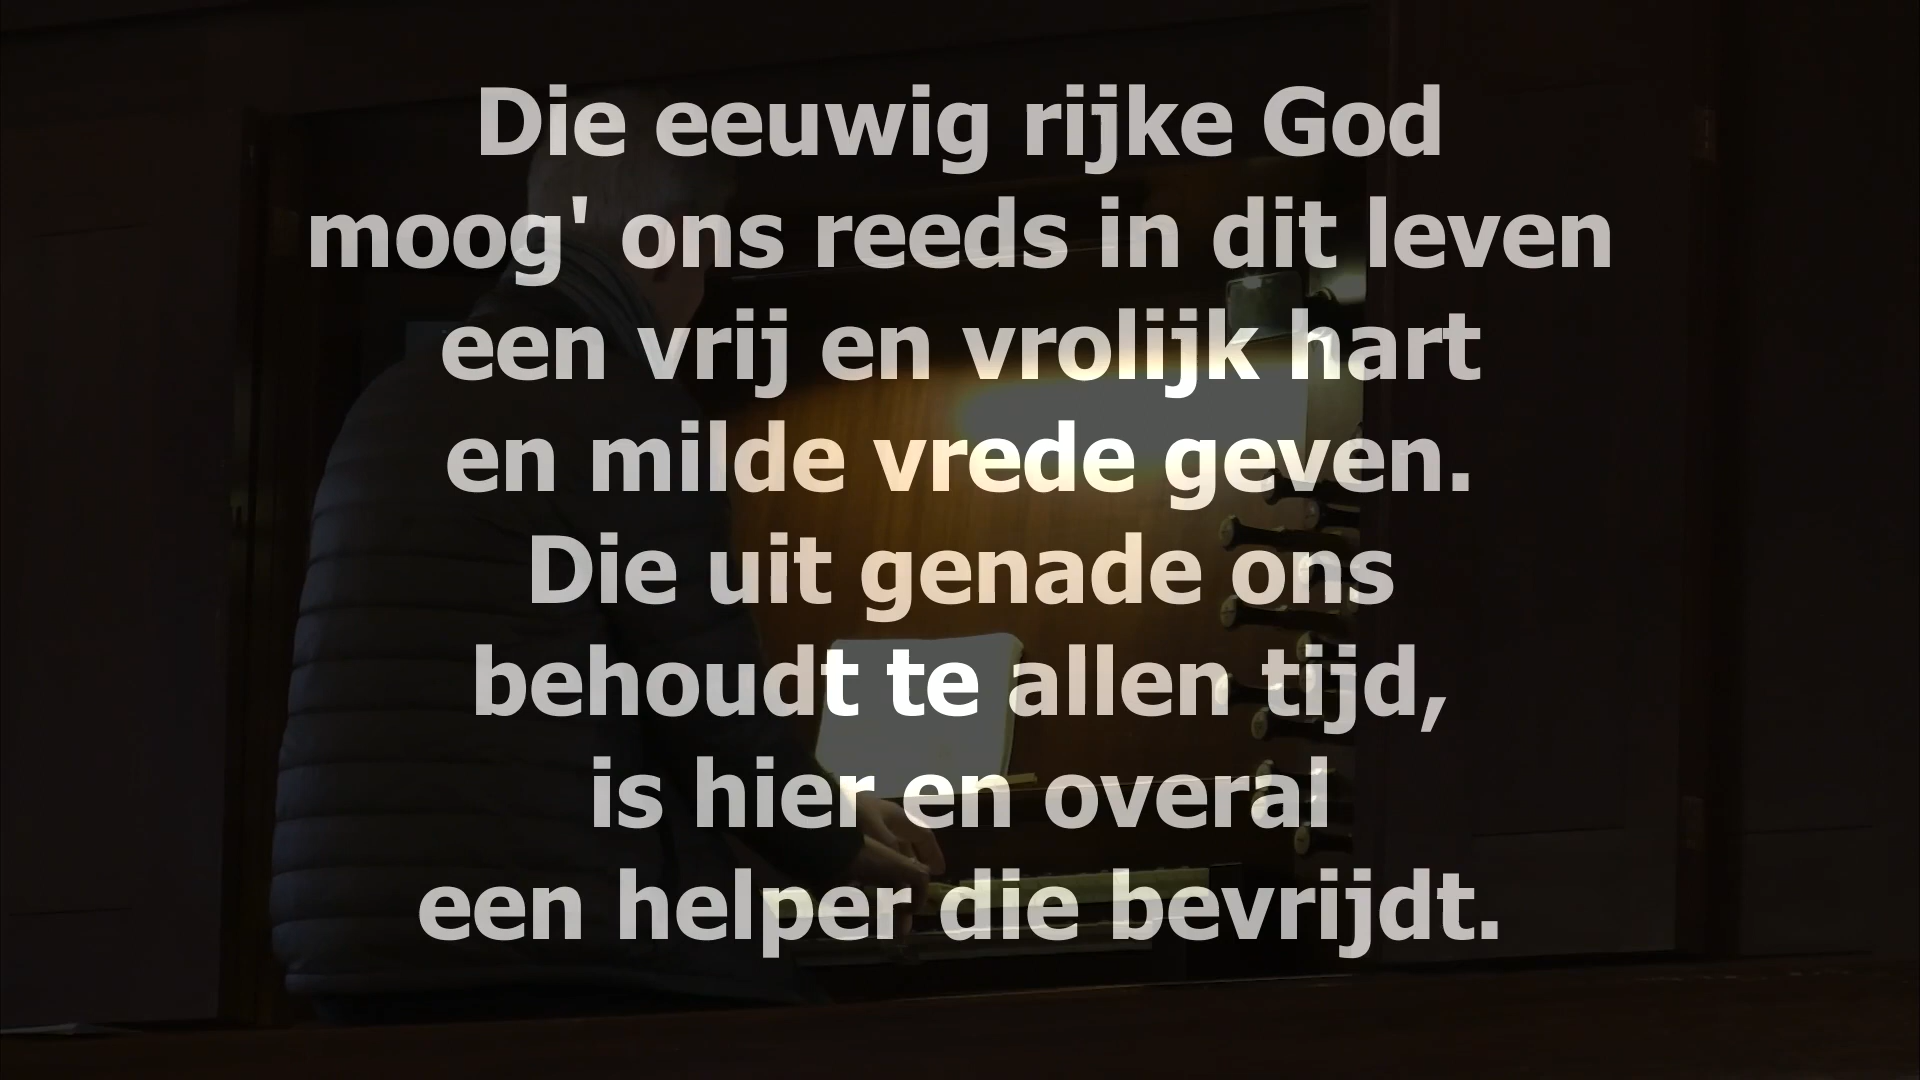 Die eeuwig rijke God
moog' ons reeds in dit leven
een vrij en vrolijk hart
en milde vrede geven.
Die uit genade ons
behoudt te allen tijd,
is hier en overal
een helper die bevrijdt.